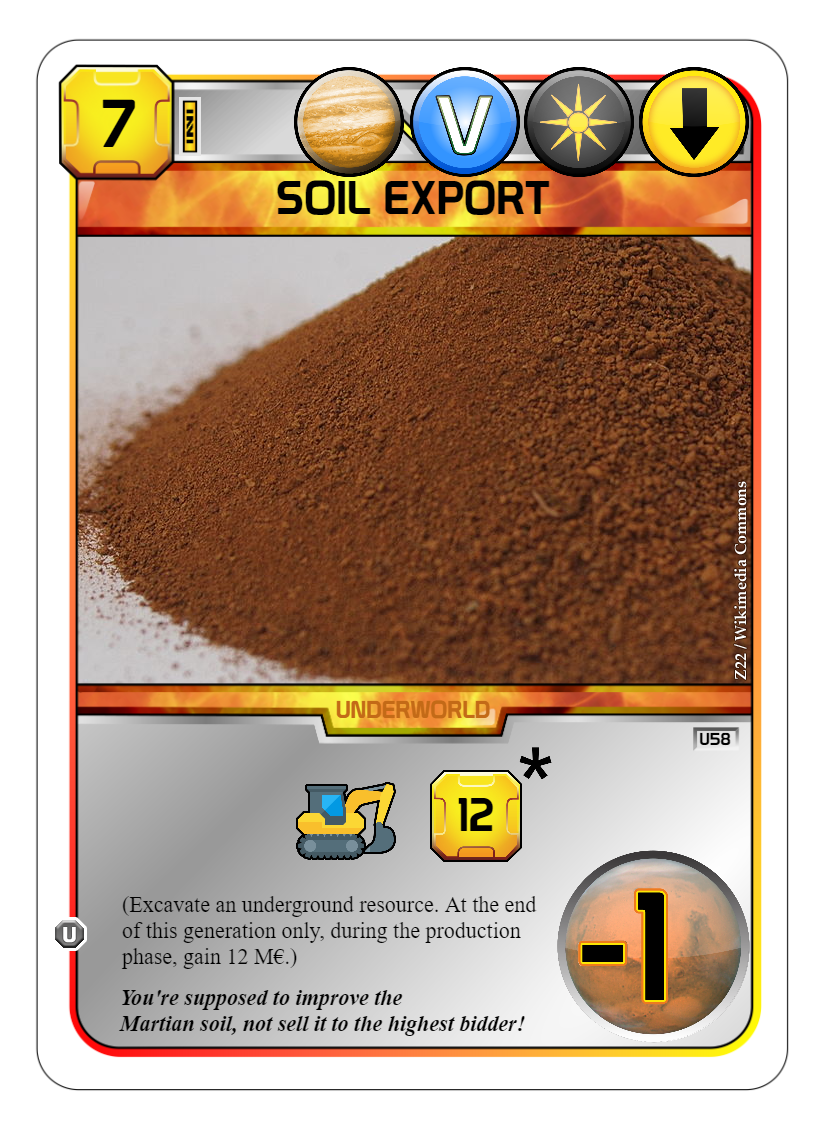 7
V
SOIL EXPORT
Z22 / Wikimedia Commons
UNDERWORLD
U58
12
*
(Excavate an underground resource. At the end
of this generation only, during the production
phase, gain 12 M€.)
-1
U
You're supposed to improve the
Martian soil, not sell it to the highest bidder!